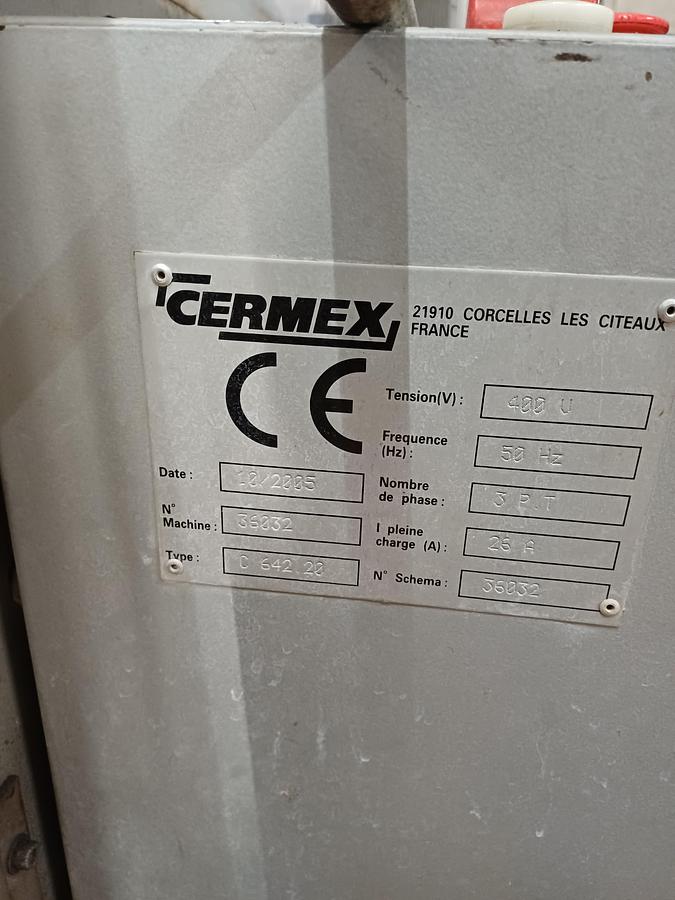 CERMEX
21910 CORCELLES LES CITEAUX
FRANCE
CE
Tension(V) : 400 V
Frequence
(Hz) : 50 Hz
Nombre
de phase : 3 P.T
I pleine
charge (A) : 26 A
N° Schema : 36032
Date : 10/2005
N°
Machine : 36032
Type : C 642 20